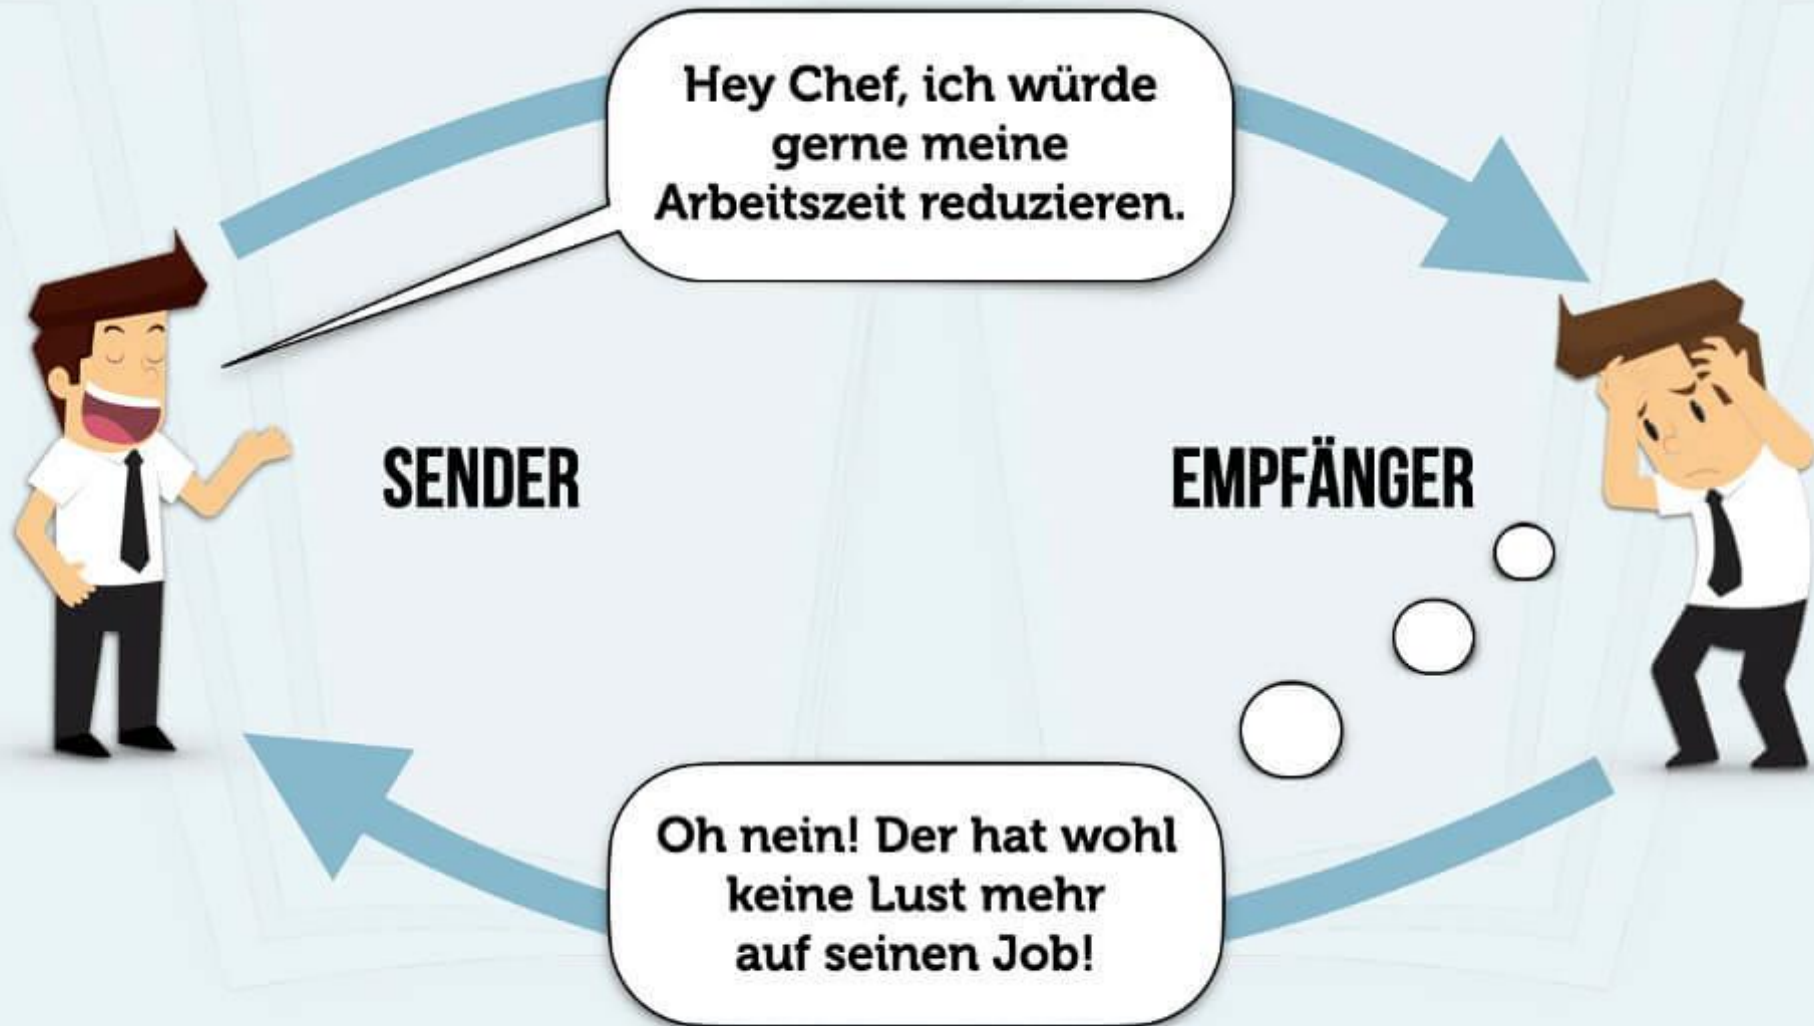 Hey Chef, ich würde
gerne meine
Arbeitszeit reduzieren.
SENDER
EMPFÄNGER
Oh nein! Der hat wohl
keine Lust mehr
auf seinen Job!